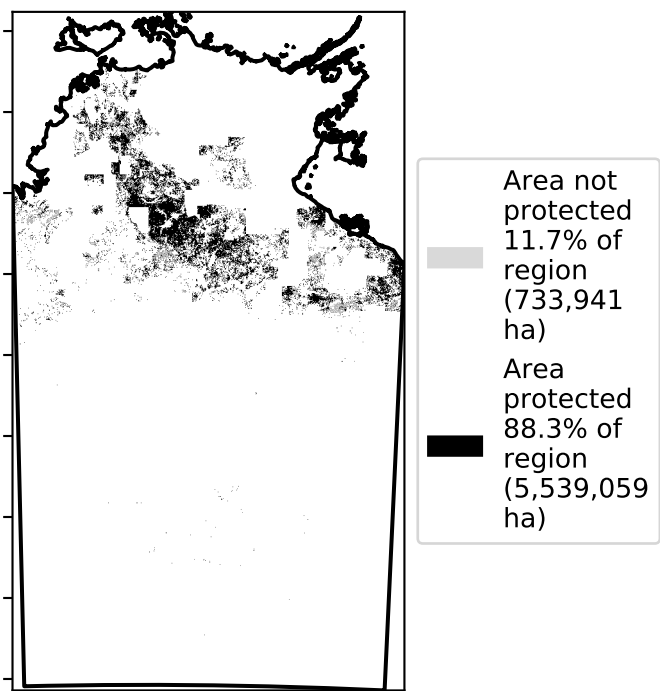 Area not
protected
11.7% of
region
(733,941
ha)
Area
protected
88.3% of
region
(5,539,059
ha)